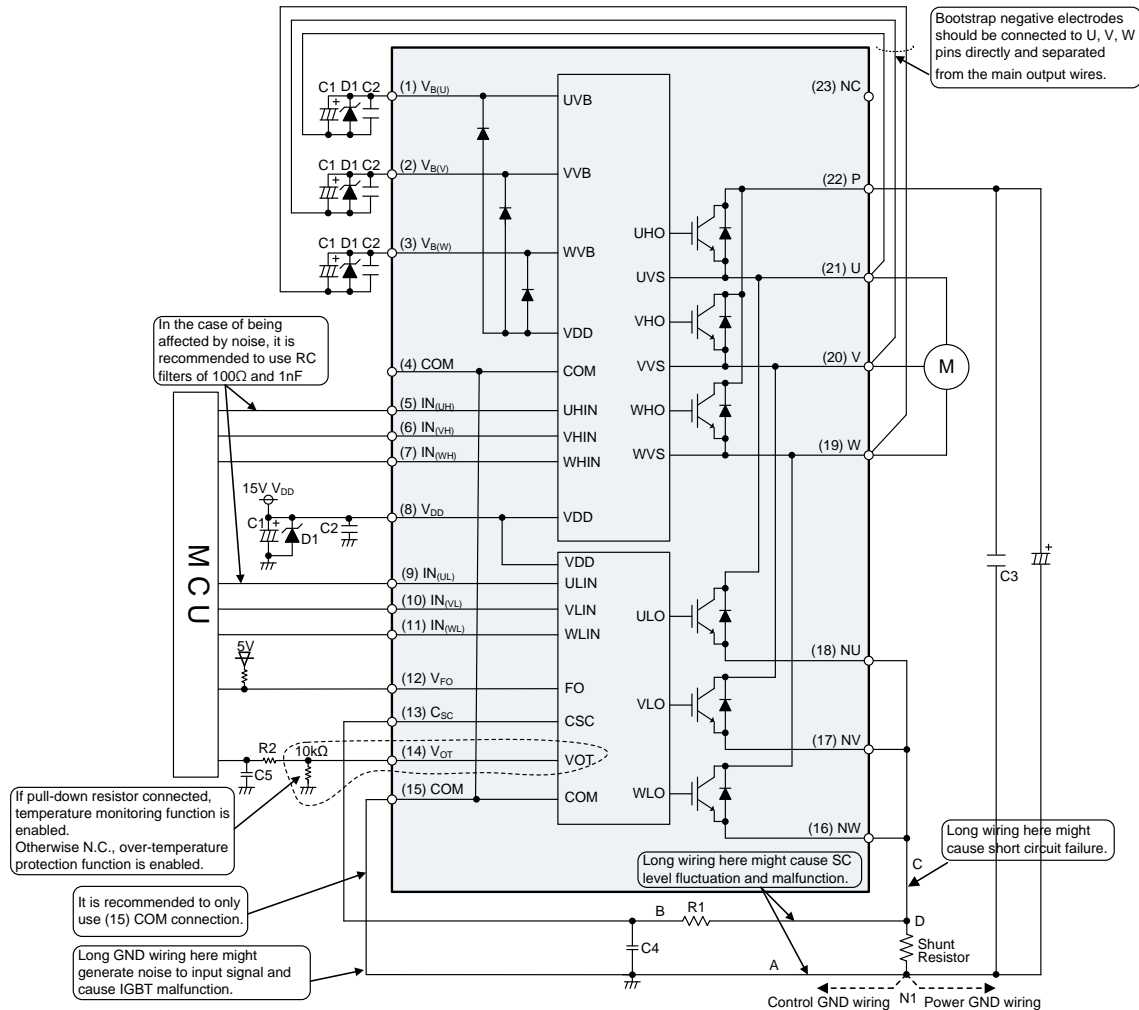 Bootstrap negative electrodes
should be connected to U, V, W
pins directly and separated
from the main output wires.
C1 D1 C2
+
(1) VB(U)
UVB
(23) NC
C1 D1 C2
+
(2) VB(V)
VVB
(22) P
UHO
C1 D1 C2
+
(3) VB(W)
WVB
UVS
(21) U
In the case of being
affected by noise, it is
recommended to use RC
filters of 100Ω and 1nF
VDD
VHO
(4) COM
COM
VVS
(20) V
M
(5) IN(UH)
UHIN
WHO
(6) IN(VH)
VHIN
(7) IN(WH)
WHIN
WVS
(19) W
15V VDD
C1
+
D1
C2
(8) VDD
VDD
VDD
C3
+
MCU
(9) IN(UL)
ULIN
(10) IN(VL)
VLIN
ULO
(11) IN(WL)
WLIN
5V
(18) NU
(12) VFO
FO
VLO
(13) CSC
CSC
R2
10kΩ
(14) VOT
VOT
(17) NV
C5
(15) COM
COM
WLO
If pull-down resistor connected,
temperature monitoring function is
enabled.
Otherwise N.C., over-temperature
protection function is enabled.
(16) NW
Long wiring here might cause SC
level fluctuation and malfunction.
C
Long wiring here might
cause short circuit failure.
It is recommended to only
use (15) COM connection.
B
R1
D
Long GND wiring here might
generate noise to input signal and
cause IGBT malfunction.
C4
Shunt
Resistor
A
Control GND wiring
N1
Power GND wiring